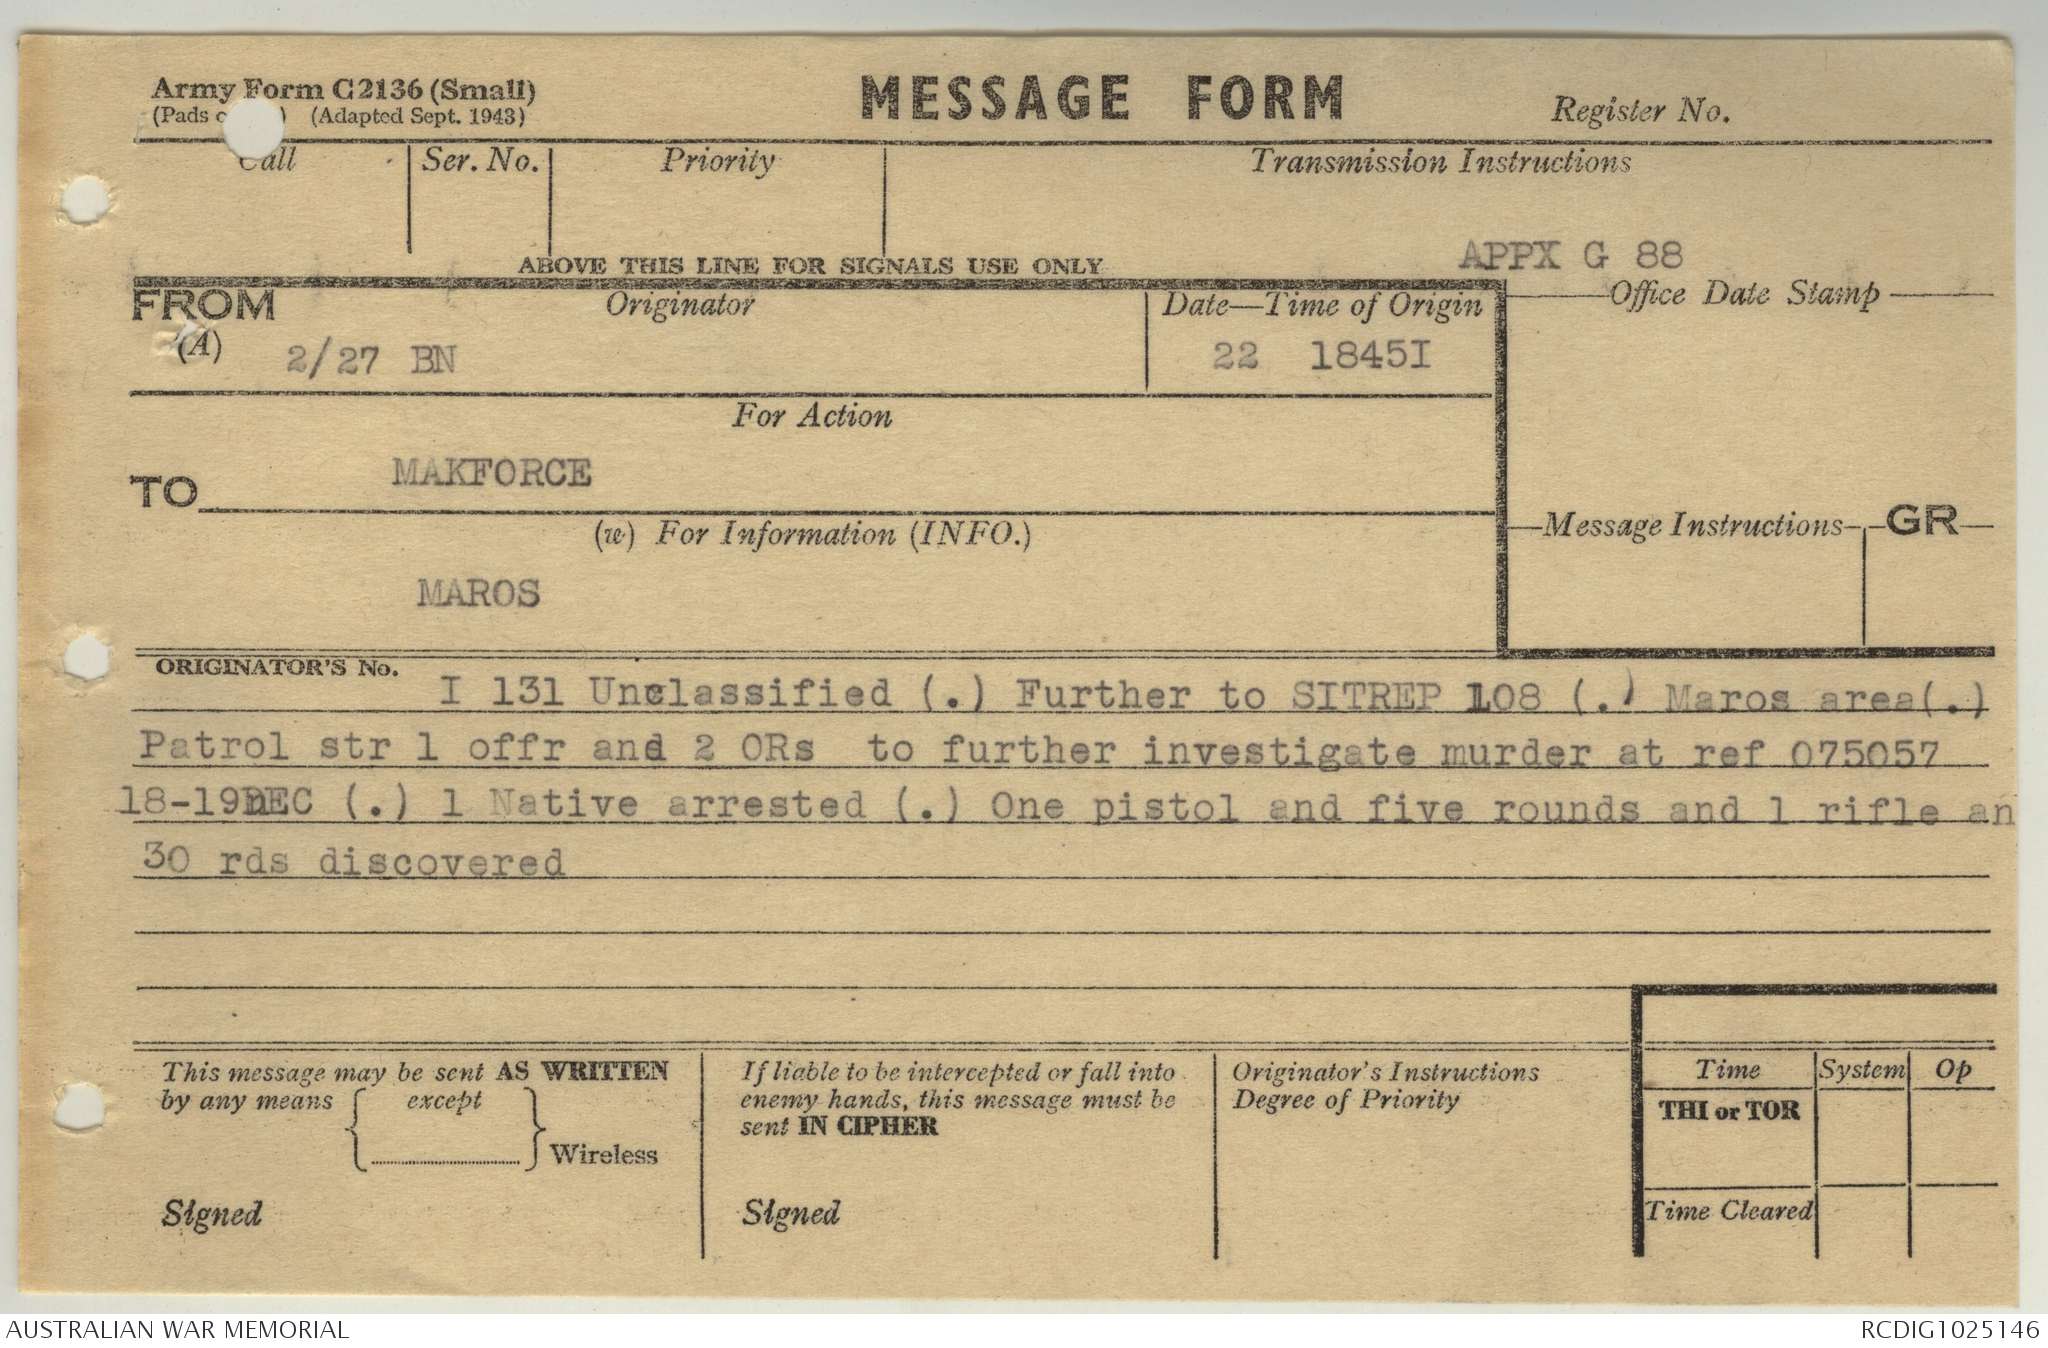 Army Form C2136 (Small)
MESSAGE FORM
Register No.
(Pads (Adapted Sept. 1943)
Call
Ser. No.
Priority
Transmission Instructions
ABOVE THIS LINE FOR SIGNALS USE ONLY
APPX G 88
FROM
(A)
Originator
Date—Time of Origin
Office Date Stamp
2/27 BN
22 1845I
For Action
TO
MAKFORCE
(w) For Information (INFO.)
Message Instructions
GR
MAROS
ORIGINATOR'S No.
I 131 Unclassified (.) Further to SITREP 108 (.) Maros area(.)
Patrol str 1 offr and 2 ORs to further investigate murder at ref 075057
18-19DEC (.) 1 Native arrested (.) One pistol and five rounds and 1 rifle an
30 rds discovered
This message may be sent AS WRITTEN
by any means { except
} Wireless
Signed
If liable to be intercepted or fall into
enemy hands, this message must be
sent IN CIPHER
Signed
Originator's Instructions
Degree of Priority
Time
System
Op
THI or TOR
Time Cleared
AUSTRALIAN WAR MEMORIAL
RCDIG1025146